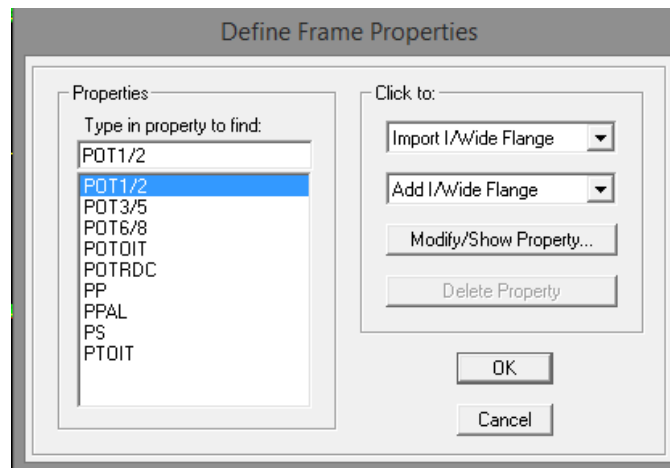 Define Frame Properties
Properties
Type in property to find:
POT1/2
POT1/2
POT3/5
POT6/8
POTOIT
POTRDC
PP
PPAL
PS
PTOIT
Click to:
Import I/Wide Flange
Add I/Wide Flange
Modify/Show Property...
Delete Property
OK
Cancel